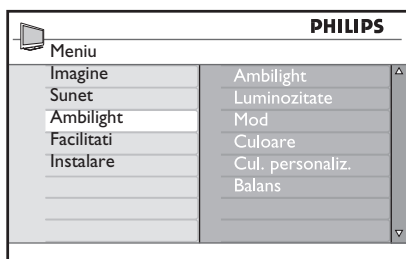 PHILIPS
Meniu
Imagine
Sunet
Ambilight
Facilitati
Instalare
Ambilight
Luminozitate
Mod
Culoare
Cul. personaliz.
Balans